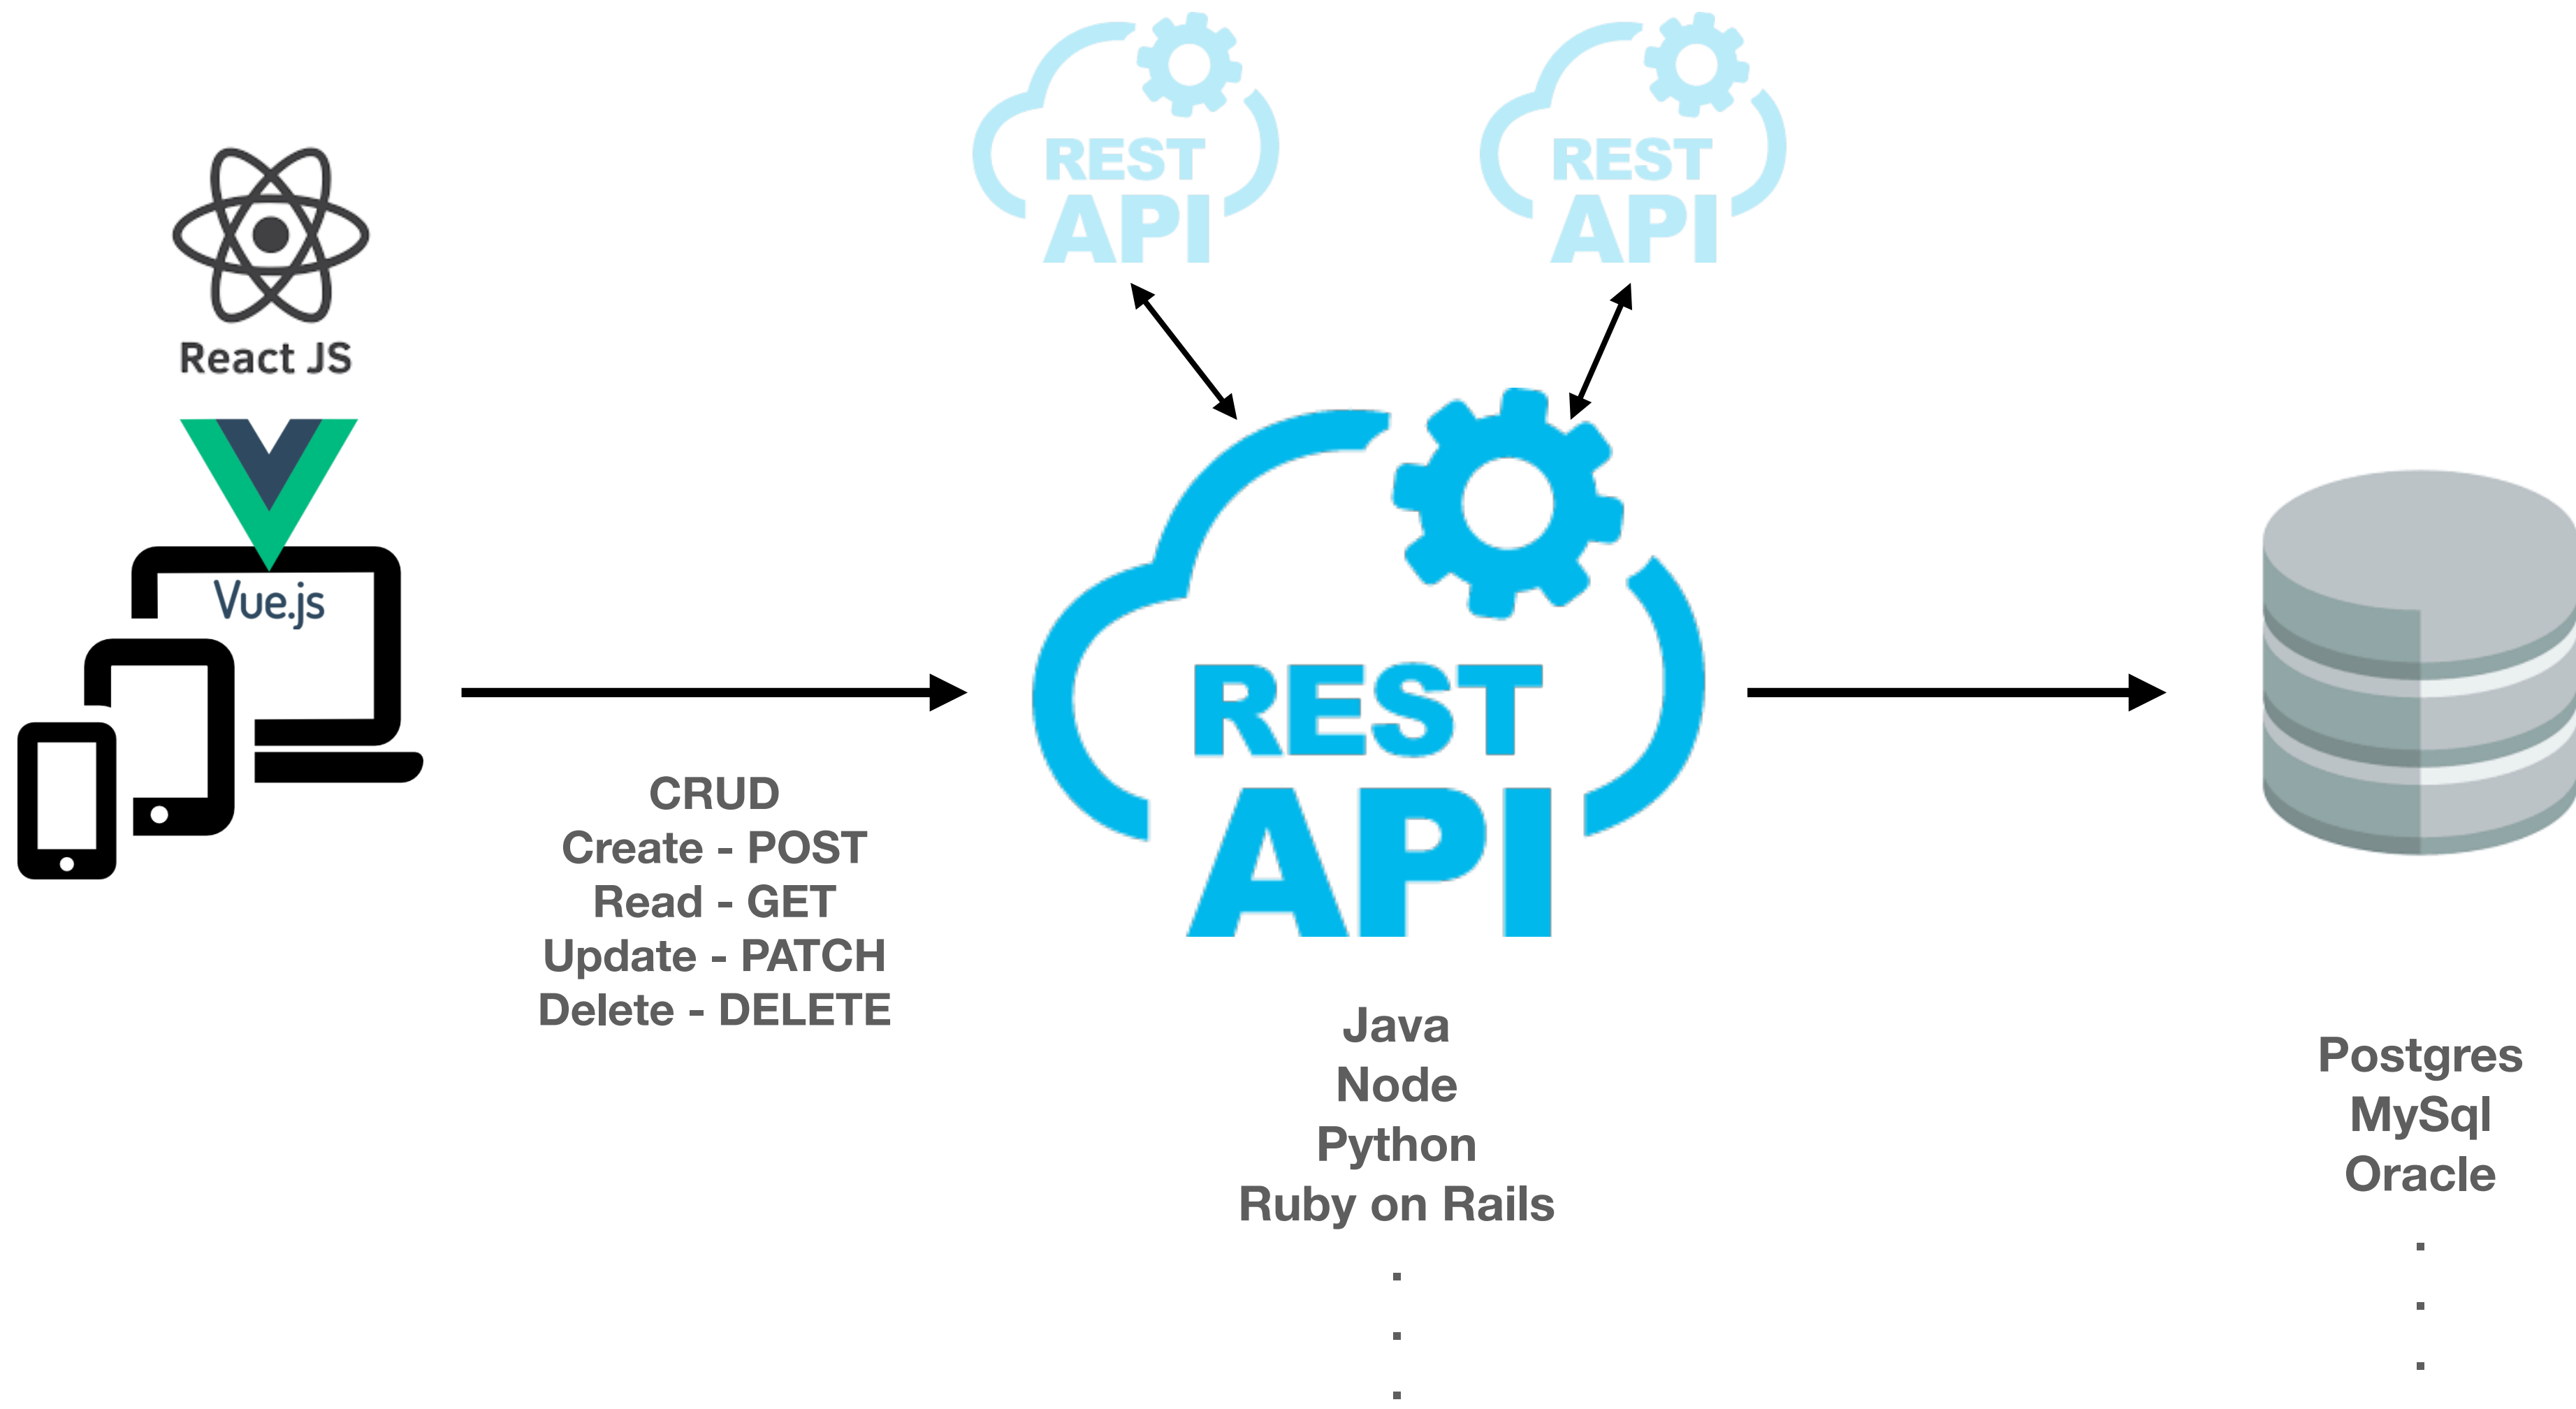 REST
API
REST
API
React JS
Vue.js
REST
API
CRUD
Create - POST
Read - GET
Update - PATCH
Delete - DELETE
Java
Node
Python
Ruby on Rails
.
.
.
Postgres
MySql
Oracle
.
.
.